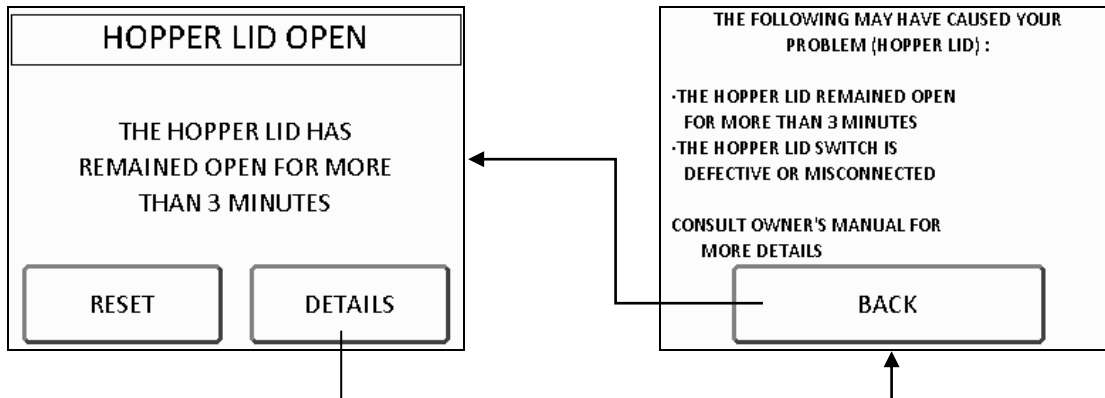 HOPPER LID OPEN
THE HOPPER LID HAS
REMAINED OPEN FOR MORE
THAN 3 MINUTES
RESET
DETAILS
THE FOLLOWING MAY HAVE CAUSED YOUR
PROBLEM (HOPPER LID) :
·THE HOPPER LID REMAINED OPEN
FOR MORE THAN 3 MINUTES
·THE HOPPER LID SWITCH IS
DEFECTIVE OR MISCONNECTED
CONSULT OWNER'S MANUAL FOR
MORE DETAILS
BACK